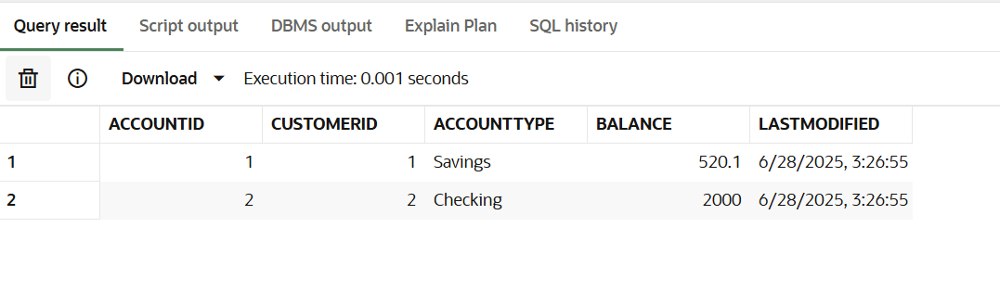 Query result Script output DBMS output Explain Plan SQL history
Download Execution time: 0.001 seconds
ACCOUNTID CUSTOMERID ACCOUNTTYPE BALANCE LASTMODIFIED
1 1 1 Savings 520.1 6/28/2025, 3:26:55
2 2 2 Checking 2000 6/28/2025, 3:26:55